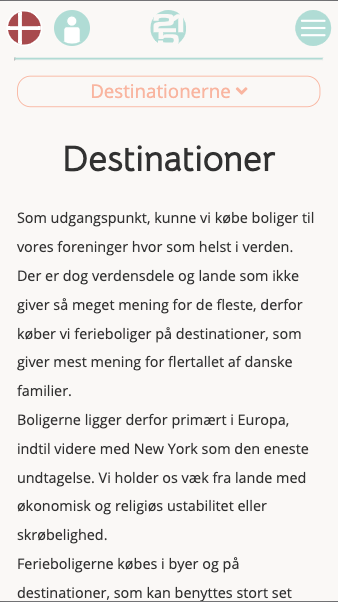 21
5
Destinationerne
Destinationer
Som udgangspunkt, kunne vi købe boliger til
vores foreninger hvor som helst i verden.
Der er dog verdensdele og lande som ikke
giver så meget mening for de fleste, derfor
køber vi ferieboliger på destinationer, som
giver mest mening for flertallet af danske
familier.
Boligerne ligger derfor primært i Europa,
indtil videre med New York som den eneste
undtagelse. Vi holder os væk fra lande med
økonomisk og religiøs ustabilitet eller
skrøbelighed.
Ferieboligerne købes i byer og på
destinationer, som kan benyttes stort set